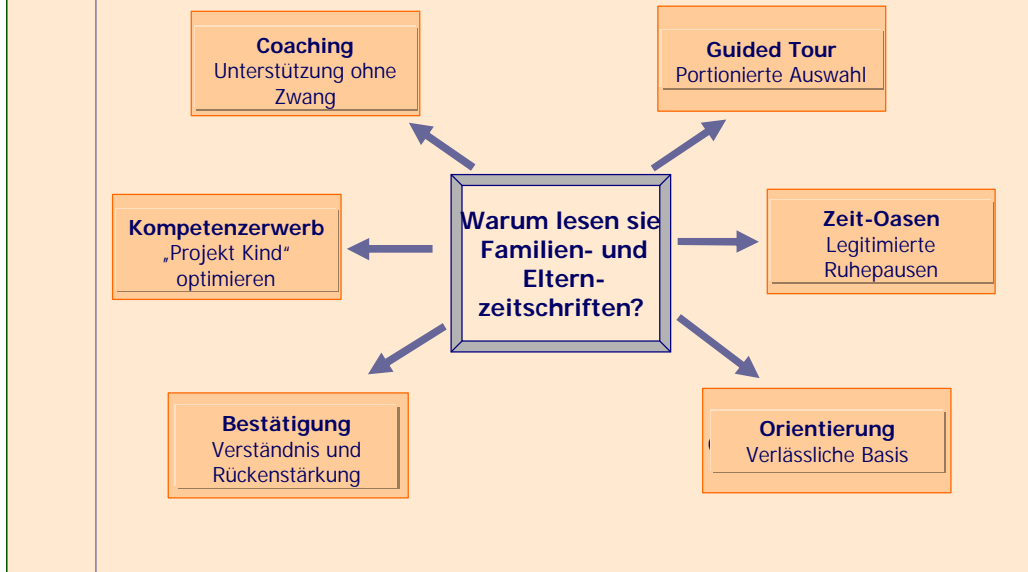 Coaching
Unterstützung ohne
Zwang
Guided Tour
Portionierte Auswahl
Kompetenzerwerb
„Projekt Kind“
optimieren
Warum lesen sie
Familien- und
Eltern-
zeitschriften?
Zeit-Oasen
Legitimierte
Ruhepausen
Bestätigung
Verständnis und
Rückenstärkung
Orientierung
Verlässliche Basis